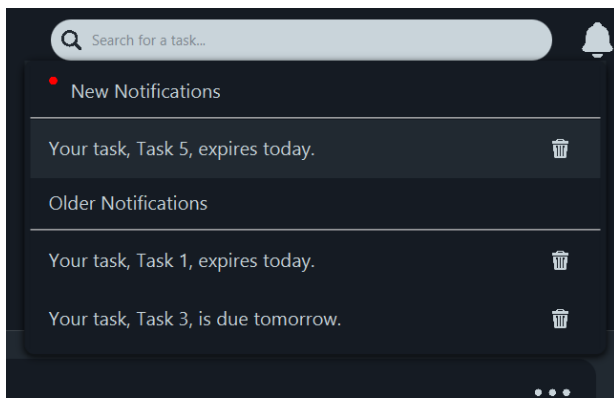 Search for a task...
New Notifications
Your task, Task 5, expires today.
Older Notifications
Your task, Task 1, expires today.
Your task, Task 3, is due tomorrow.